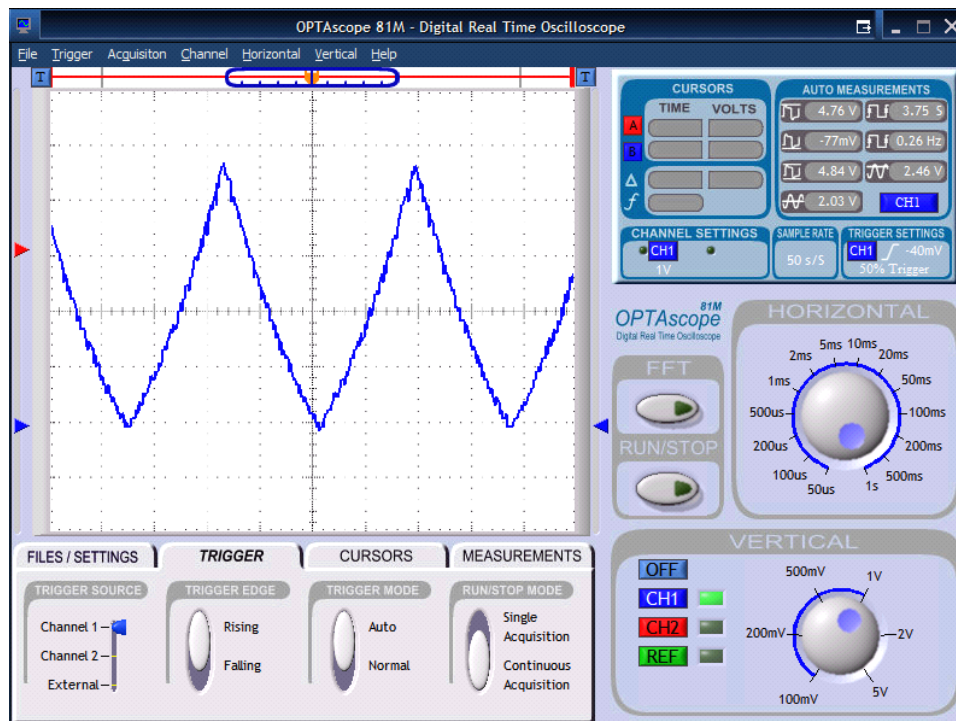 OPTAscope 81M - Digital Real Time Oscilloscope
File Trigger Acquisiton Channel Horizontal Vertical Help
T T
CURSORS
TIME VOLTS
A
B
Δ
f
AUTO MEASUREMENTS
4.76 V 3.75 S
-77mV 0.26 Hz
4.84 V 2.46 V
2.03 V CH1
CHANNEL SETTINGS
CH1
1V
SAMPLE RATE
50 s/S
TRIGGER SETTINGS
CH1 -40mV
50% Trigger
81M
OPTAscope
Digital Real Time Oscilloscope
FFT
RUN/STOP
HORIZONTAL
5ms 10ms
2ms 20ms
1ms 50ms
500us 100ms
200us 200ms
100us 500ms
50us 1s
FILES / SETTINGS TRIGGER CURSORS MEASUREMENTS
TRIGGER SOURCE
Channel 1
Channel 2
External
TRIGGER EDGE
Rising
Falling
TRIGGER MODE
Auto
Normal
RUN/STOP MODE
Single
Acquisition
Continuous
Acquisition
VERTICAL
OFF
CH1
CH2
REF
500mV 1V
200mV 2V
100mV 5V